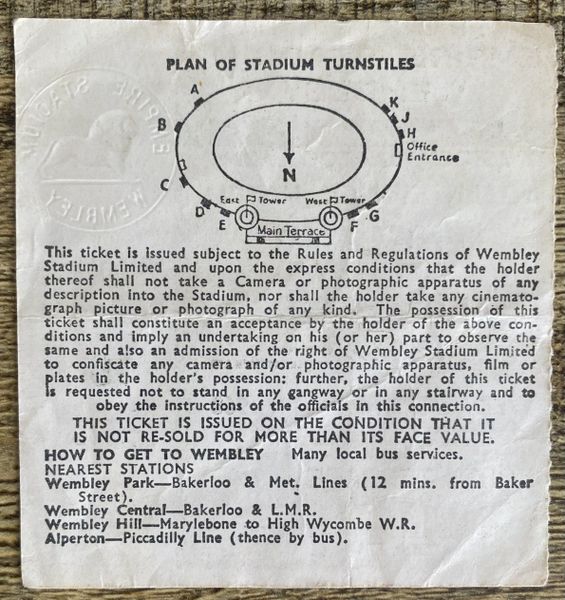 PLAN OF STADIUM TURNSTILES
A
B
C
D
E
K
J
H
Office
Entrance
N
East Tower
West Tower
G
F
Main Terrace
EMPIRE STADIUM
WEMBLEY
This ticket is issued subject to the Rules and Regulations of Wembley
Stadium Limited and upon the express conditions that the holder
thereof shall not take a Camera or photographic apparatus of any
description into the Stadium, nor shall the holder take any cinemato-
graph picture or photograph of any kind. The possession of this
ticket shall constitute an acceptance by the holder of the above con-
ditions and imply an undertaking on his (or her) part to observe the
same and also an admission of the right of Wembley Stadium Limited
to confiscate any camera and/or photographic apparatus, film or
plates in the holder's possession: further, the holder of this ticket
is requested not to stand in any gangway or in any stairway and to
obey the instructions of the officials in this connection.
THIS TICKET IS ISSUED ON THE CONDITION THAT IT
IS NOT RE-SOLD FOR MORE THAN ITS FACE VALUE.
HOW TO GET TO WEMBLEY Many local bus services.
NEAREST STATIONS
Wembley Park—Bakerloo & Met. Lines (12 mins. from Baker
Street).
Wembley Central—Bakerloo & L.M.R.
Wembley Hill—Marylebone to High Wycombe W.R.
Alperton—Piccadilly Line (thence by bus).